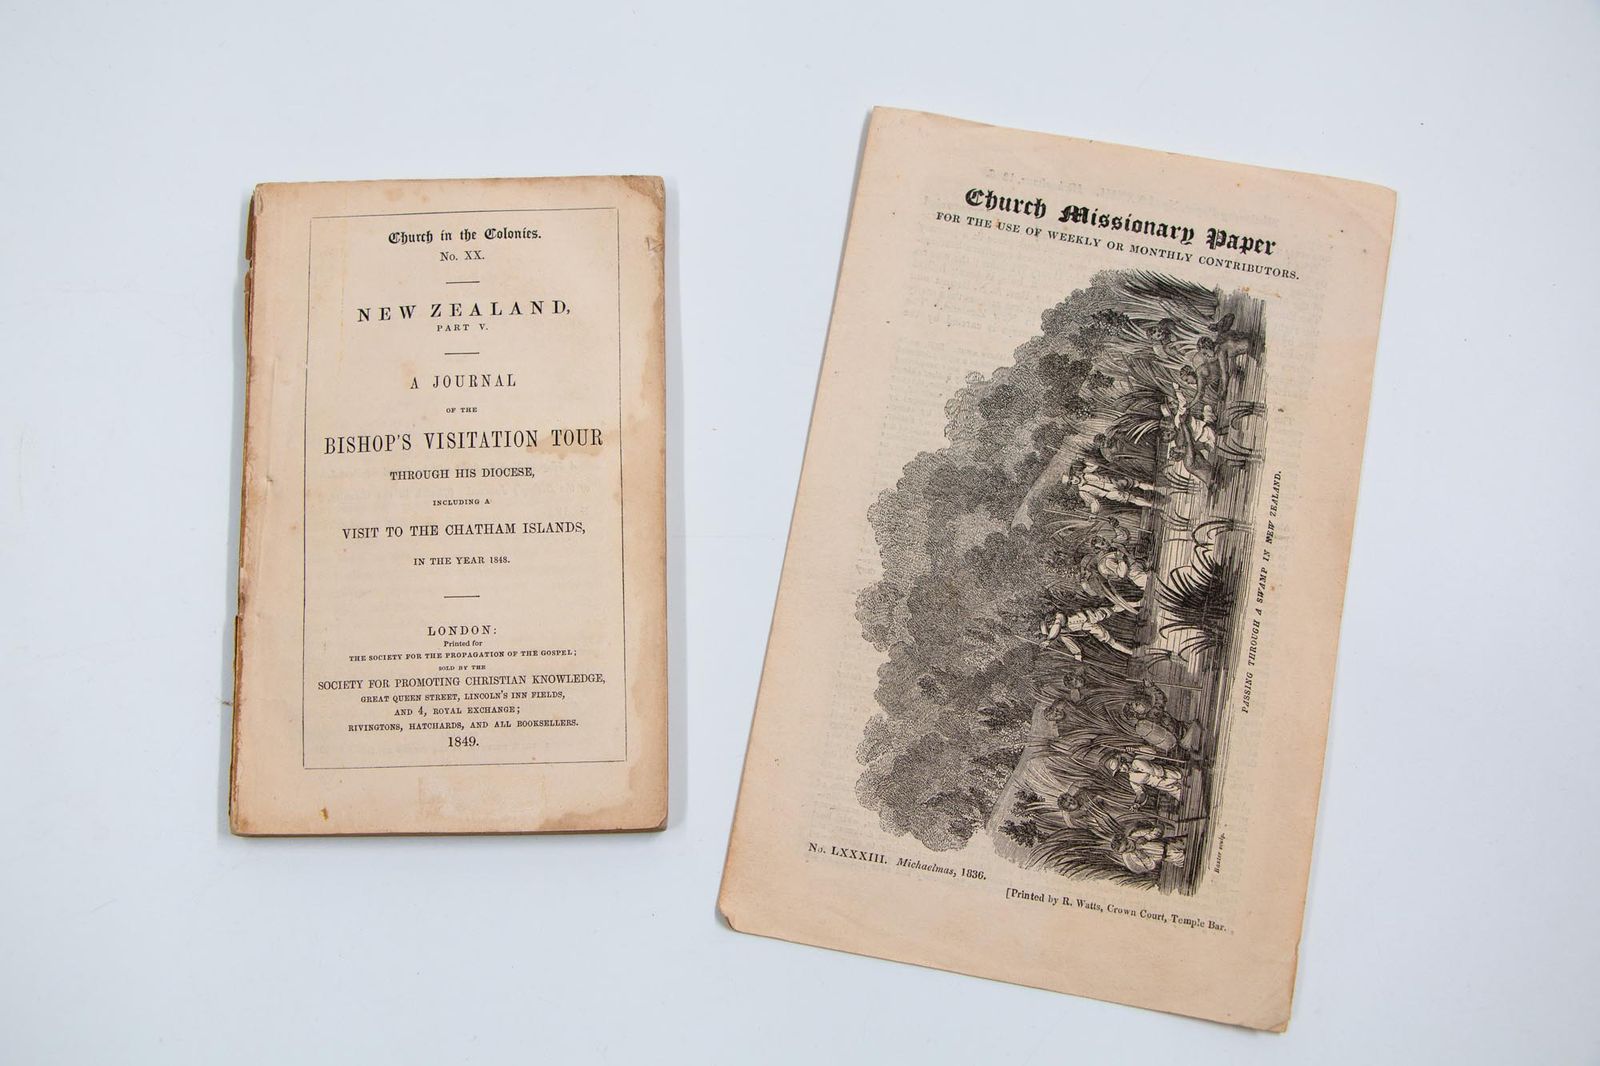 Church in the Colonies.
No. XX.
NEW ZEALAND,
PART V.
A JOURNAL
OF THE
BISHOP'S VISITATION TOUR
THROUGH HIS DIOCESE,
INCLUDING A
VISIT TO THE CHATHAM ISLANDS,
IN THE YEAR 1848.
LONDON:
Printed for
THE SOCIETY FOR THE PROPAGATION OF THE GOSPEL;
SOLD BY THE
SOCIETY FOR PROMOTING CHRISTIAN KNOWLEDGE,
GREAT QUEEN STREET, LINCOLN'S INN FIELDS,
AND 4, ROYAL EXCHANGE;
RIVINGTONS, HATCHARDS, AND ALL BOOKSELLERS.
1849.
Church Missionary Paper
FOR THE USE OF WEEKLY OR MONTHLY CONTRIBUTORS.
PASSING THROUGH A SWAMP IN NEW ZEALAND.
Baxter sculp.
No. LXXXIII. Michaelmas, 1836.
[Printed by R. Watts, Crown Court, Temple Bar.